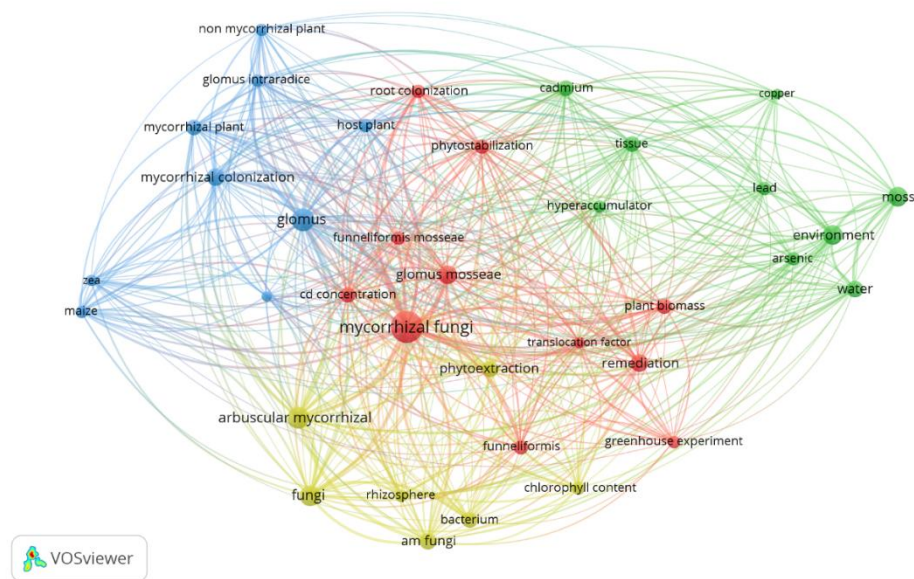 non mycorrhizal plant
glomus intraradice
root colonization
cadmium
copper
mycorrhizal plant
host plant
phytostabilization
tissue
mycorrhizal colonization
lead
moss
hyperaccumulator
glomus
funneliformis mosseae
environment
arsenic
glomus mosseae
zea
cd concentration
water
maize
plant biomass
mycorrhizal fungi
translocation factor
phytoextraction
remediation
arbuscular mycorrhizal
funneliformis
greenhouse experiment
fungi
rhizosphere
chlorophyll content
bacterium
am fungi
VOSviewer